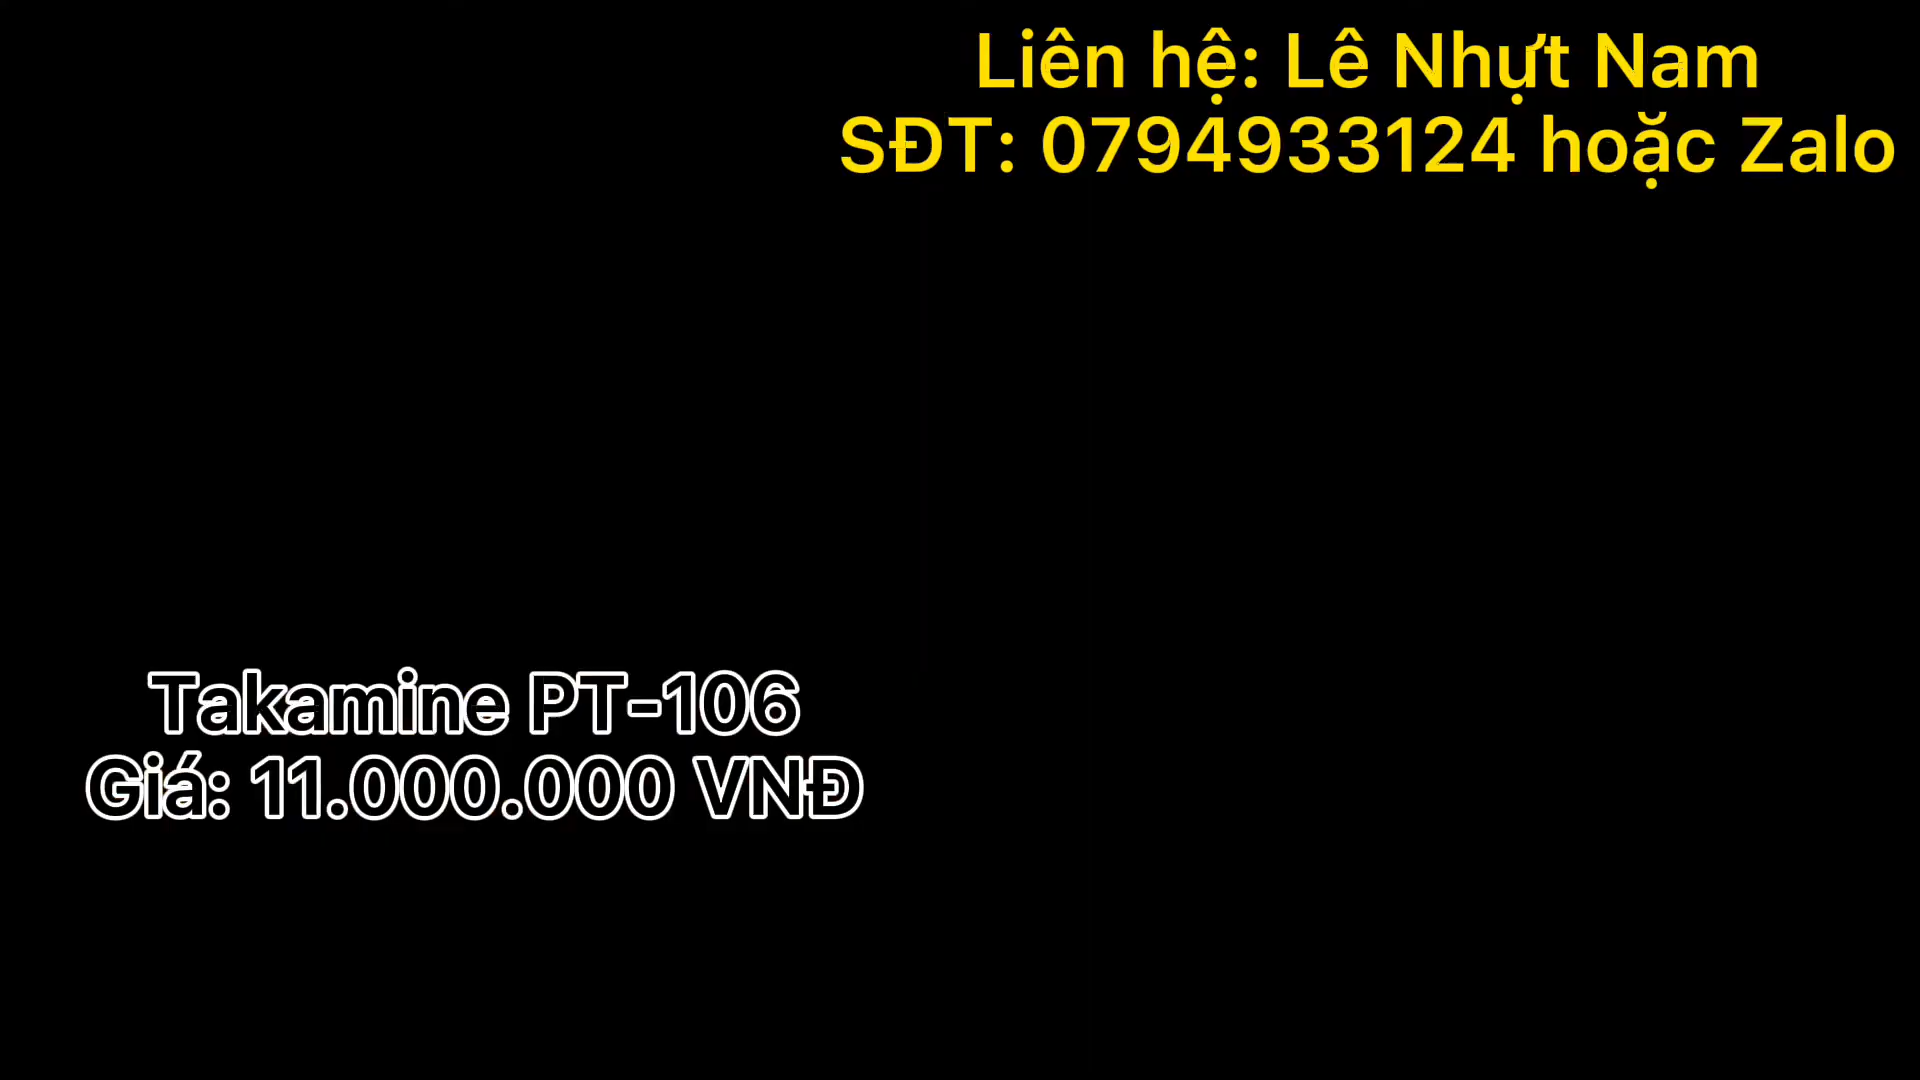 Liên hệ: Lê Nhựt Nam
SĐT: 0794933124 hoặc Zalo
Takamine PT-106
Giá: 11.000.000 VNĐ